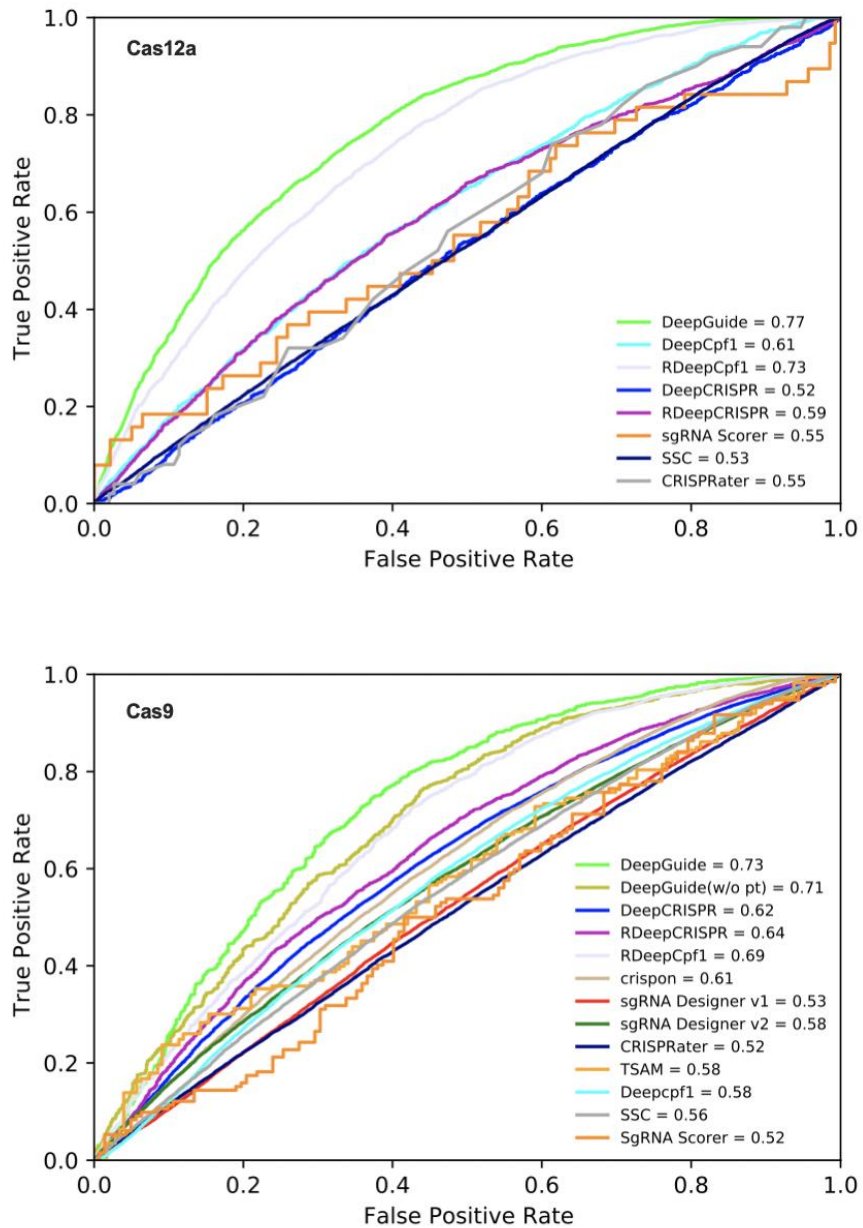 Cas12a
1.0
0.8
0.6
0.4
0.2
0.0
True Positive Rate
DeepGuide = 0.77
DeepCpf1 = 0.61
RDeepCpf1 = 0.73
DeepCRISPR = 0.52
RDeepCRISPR = 0.59
sgRNA Scorer = 0.55
SSC = 0.53
CRISPRater = 0.55
0.0 0.2 0.4 0.6 0.8 1.0
False Positive Rate
Cas9
1.0
0.8
0.6
0.4
0.2
0.0
True Positive Rate
DeepGuide = 0.73
DeepGuide(w/o pt) = 0.71
DeepCRISPR = 0.62
RDeepCRISPR = 0.64
RDeepCpf1 = 0.69
crispon = 0.61
sgRNA Designer v1 = 0.53
sgRNA Designer v2 = 0.58
CRISPRater = 0.52
TSAM = 0.58
Deepcpf1 = 0.58
SSC = 0.56
SgRNA Scorer = 0.52
0.0 0.2 0.4 0.6 0.8 1.0
False Positive Rate